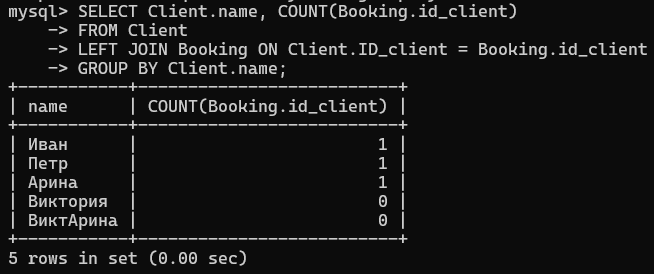 mysql> SELECT Client.name, COUNT(Booking.id_client)
    -> FROM Client
    -> LEFT JOIN Booking ON Client.ID_client = Booking.id_client
    -> GROUP BY Client.name;
+-----------+--------------------------+
| name      | COUNT(Booking.id_client) |
+-----------+--------------------------+
| Иван      |                        1 |
| Петр      |                        1 |
| Арина     |                        1 |
| Виктория  |                        0 |
| ВиктАрина |                        0 |
+-----------+--------------------------+
5 rows in set (0.00 sec)